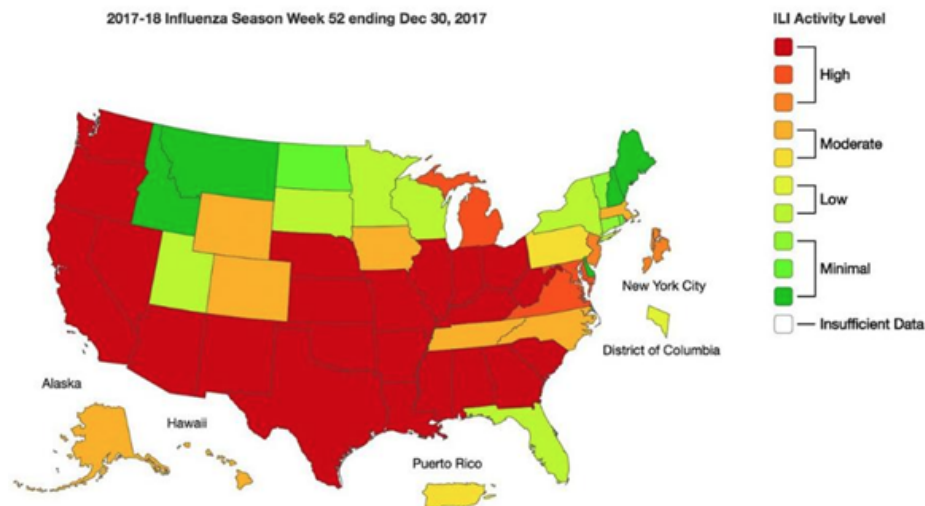 2017-18 Influenza Season Week 52 ending Dec 30, 2017
ILI Activity Level
High
Moderate
Low
Minimal
Insufficient Data
New York City
District of Columbia
Alaska
Hawaii
Puerto Rico